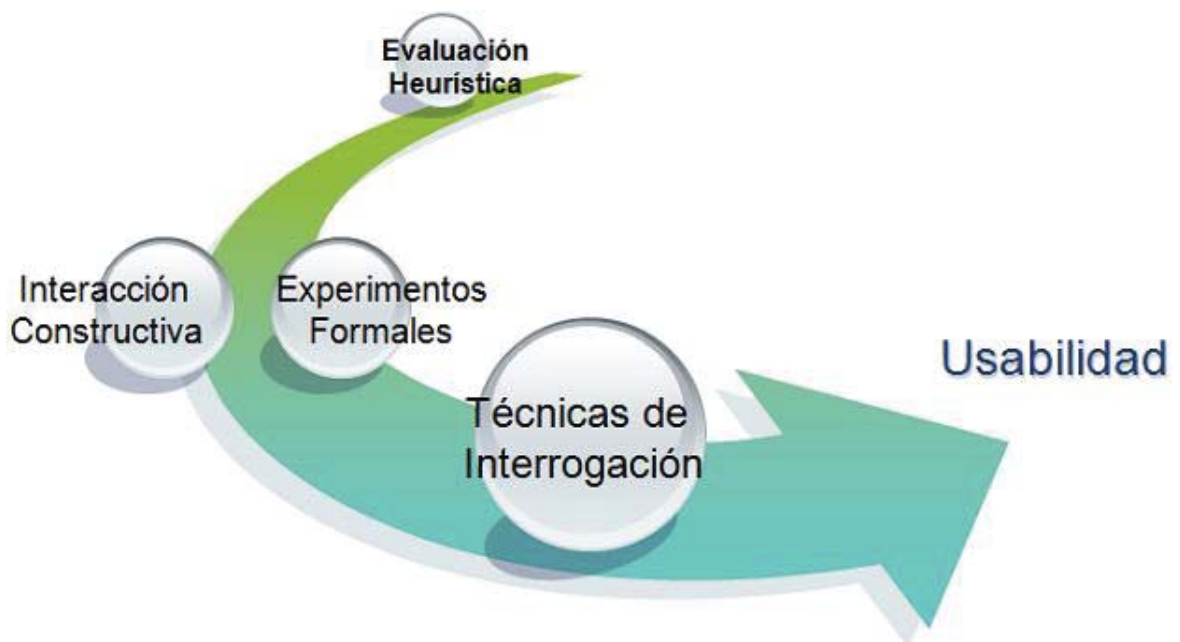 Evaluación
Heurística
Interacción
Constructiva
Experimentos
Formales
Técnicas de
Interrogación
Usabilidad